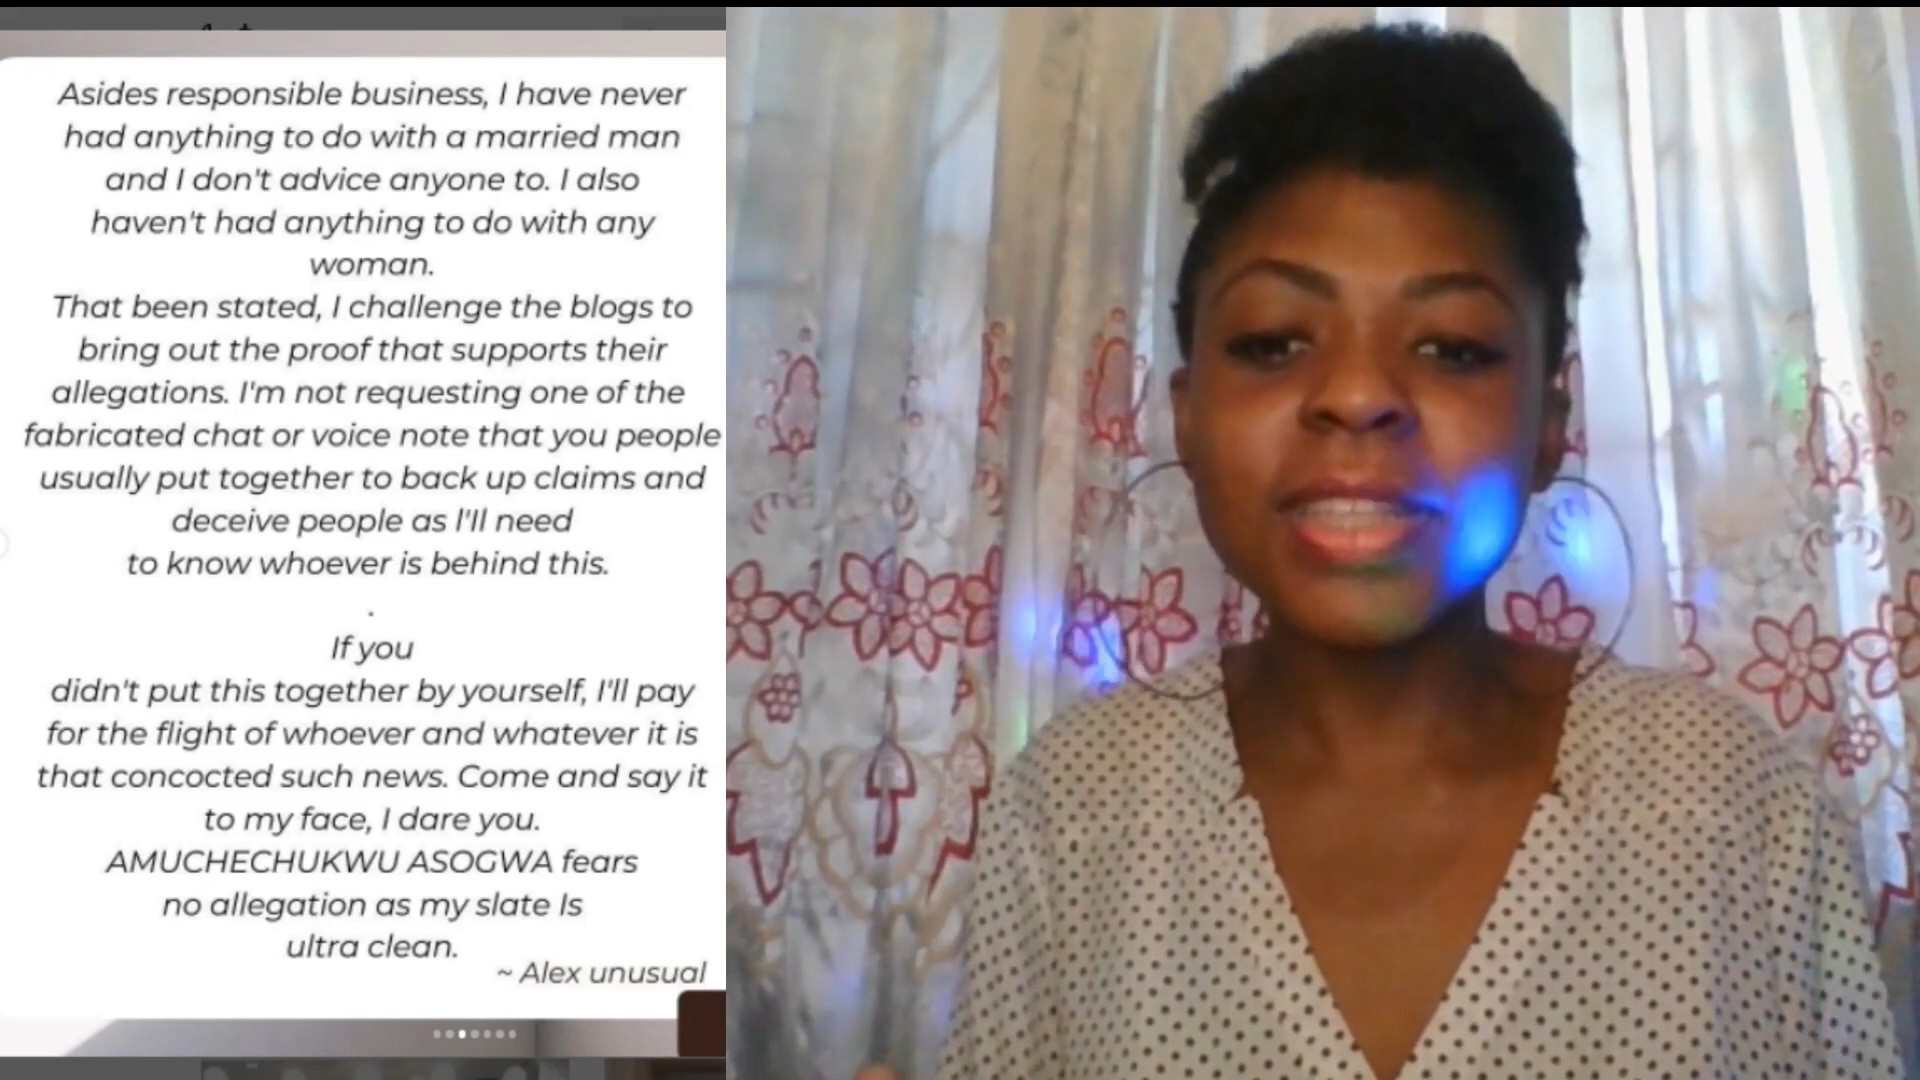 Asides responsible business, I have never
had anything to do with a married man
and I don't advice anyone to. I also
haven't had anything to do with any
woman.
That been stated, I challenge the blogs to
bring out the proof that supports their
allegations. I'm not requesting one of the
fabricated chat or voice note that you people
usually put together to back up claims and
deceive people as I'll need
to know whoever is behind this.
.
If you
didn't put this together by yourself, I'll pay
for the flight of whoever and whatever it is
that concocted such news. Come and say it
to my face, I dare you.
AMUCHECHUKWU ASOGWA fears
no allegation as my slate Is
ultra clean.
~ Alex unusual